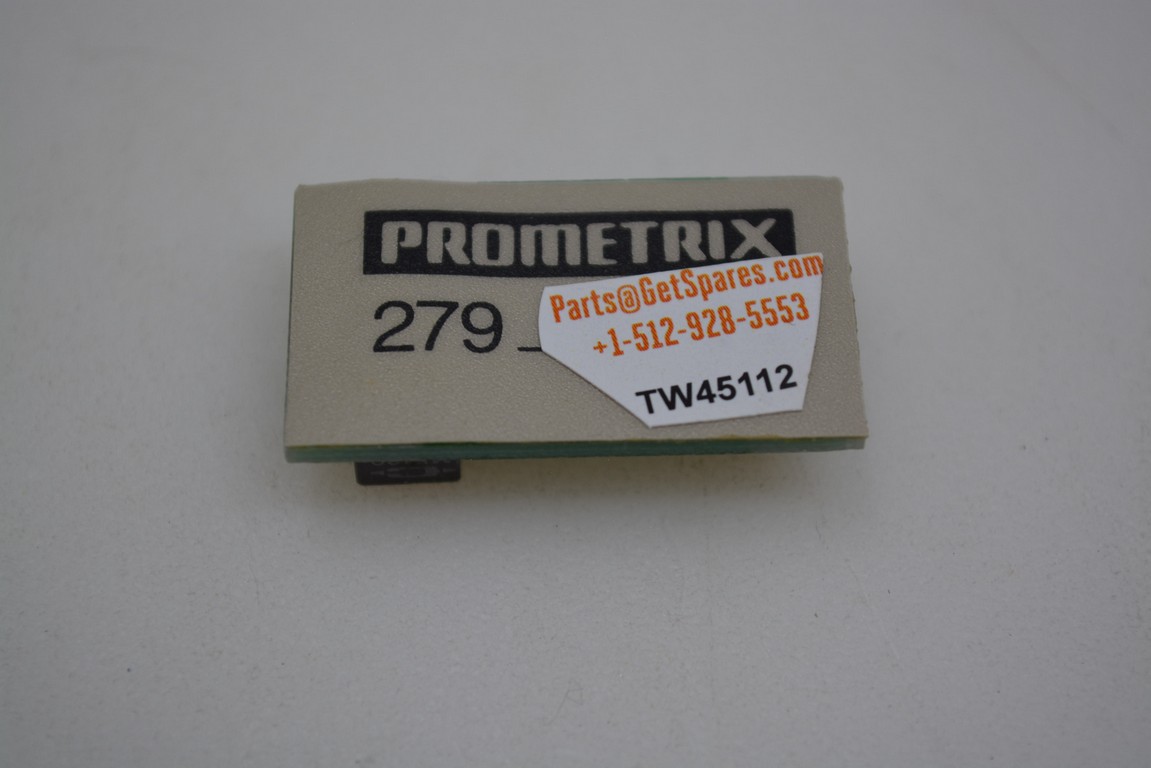 PROMETRIX
279
Parts@GetSpares.com
+1-512-928-5553
TW45112